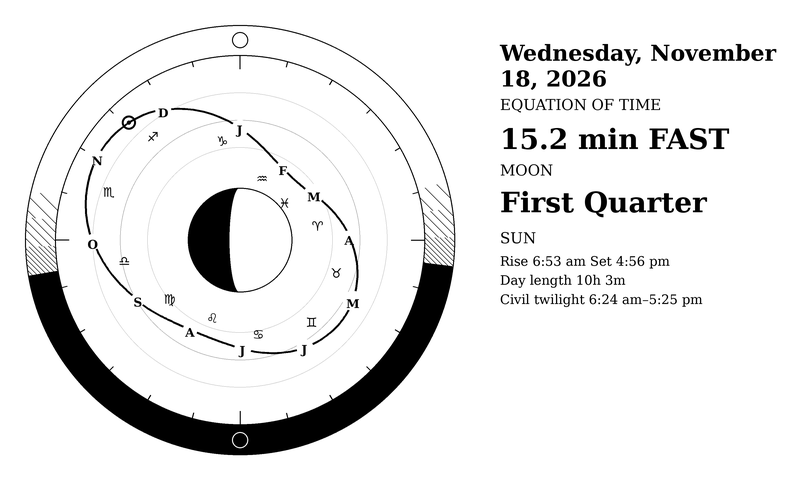 Wednesday, November
18, 2026
EQUATION OF TIME
15.2 min FAST
MOON
First Quarter
SUN
Rise 6:53 am Set 4:56 pm
Day length 10h 3m
Civil twilight 6:24 am–5:25 pm
D
J
N
F
M
A
O
S
M
A
J
J
♐
♑
♒
♏
♓
♈
♎
♉
♍
♌
♊
♋